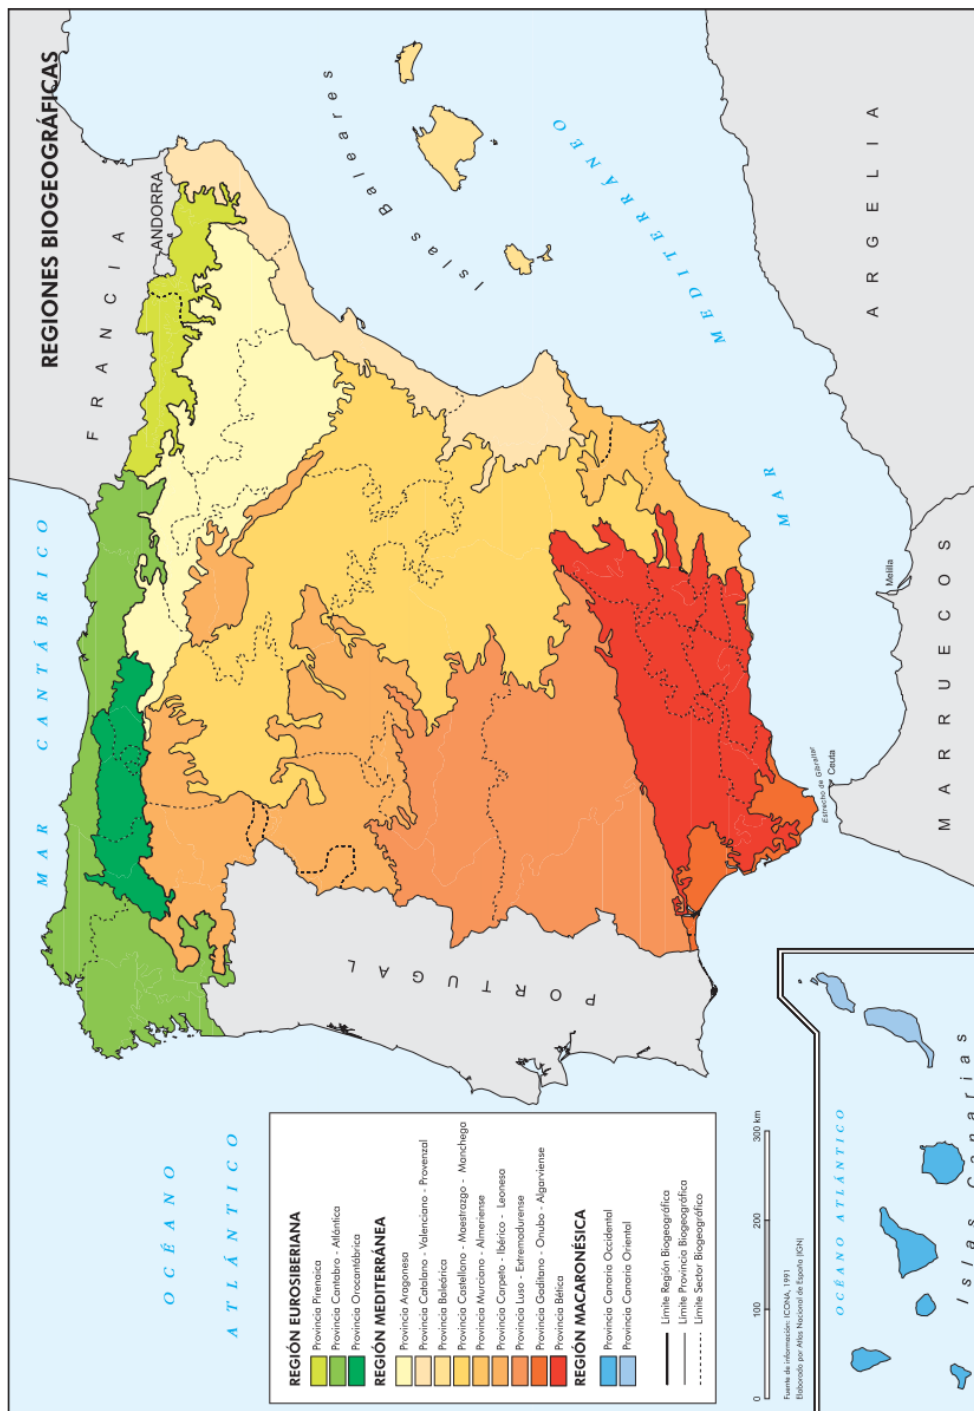 REGIONES BIOGEOGRÁFICAS
MAR CANTÁBRICO
FRANCIA
ANDORRA
Islas Baleares
OCÉANO
ATLÁNTICO
PORTUGAL
MAR MEDITERRÁNEO
Estrecho de Gibraltar
Ceuta
Melilla
MARRUECOS
ARGELIA
REGIÓN EUROSIBERIANA
Provincia Pirenaica
Provincia Cantabro - Atlántica
Provincia Orocantábrica
REGIÓN MEDITERRÁNEA
Provincia Aragonesa
Provincia Catalano - Valenciano - Provenzal
Provincia Baleárica
Provincia Castellano - Maestrazgo - Manchega
Provincia Murciano - Almeriense
Provincia Carpeto - Ibérico - Leonesa
Provincia Luso - Extremadurense
Provincia Gaditano - Onubo - Algarviense
Provincia Bética
REGIÓN MACARONÉSICA
Provincia Canaria Occidental
Provincia Canaria Oriental
Límite Región Biogeográfica
Límite Provincia Biogeográfica
Límite Sector Biogeográfico
0 100 200 300 km
Fuente de información: ICONA, 1991
Elaborado por Atlas Nacional de España (IGN)
OCÉANO ATLÁNTICO
Islas Canarias